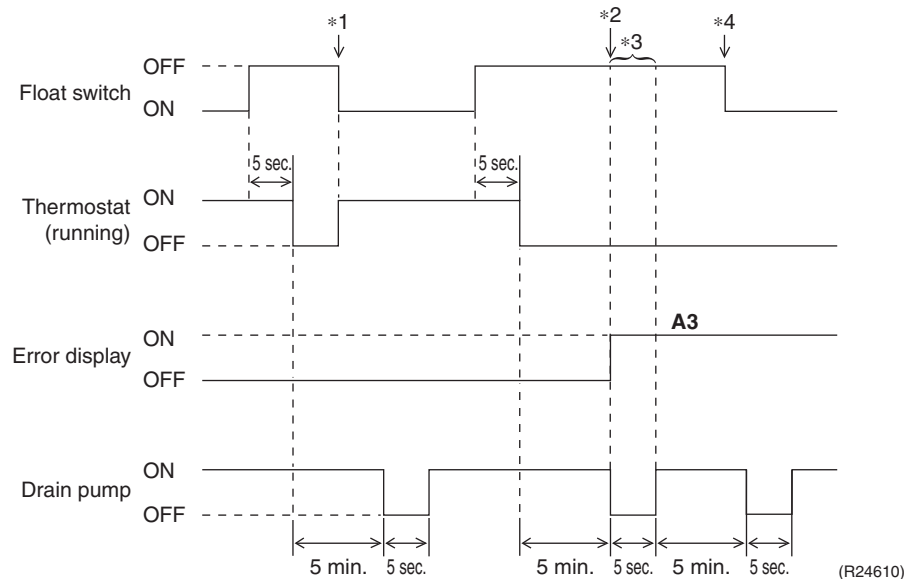 *1
*2
*3
*4
Float switch
OFF
ON
5 sec.
5 sec.
Thermostat
(running)
ON
OFF
Error display
ON
OFF
A3
Drain pump
ON
OFF
5 min.
5 sec.
5 min.
5 sec.
5 min.
5 sec.
(R24610)